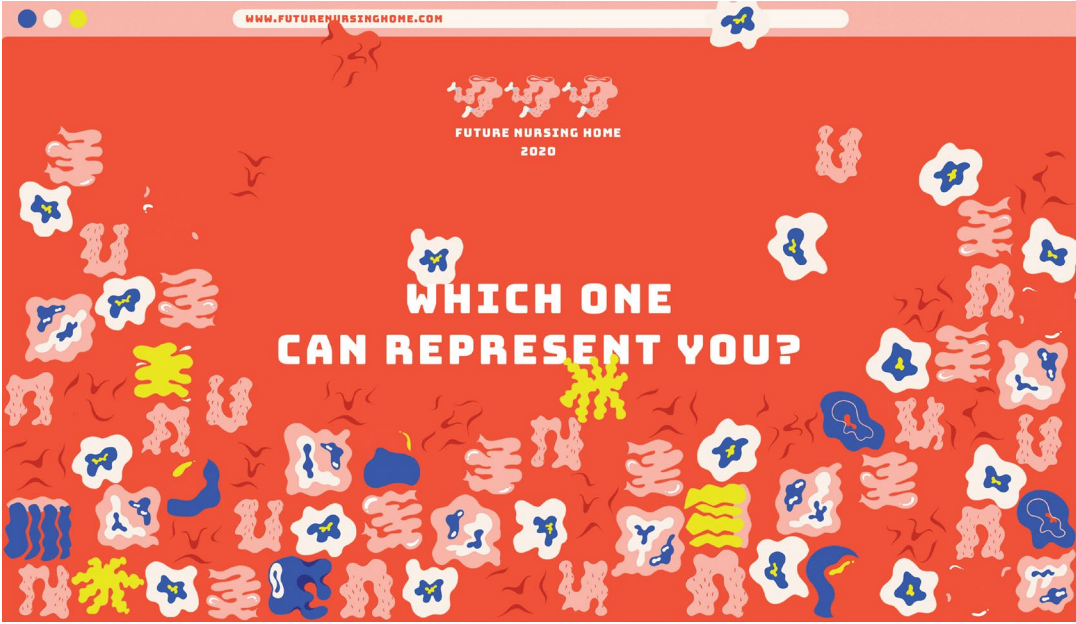 WWW.FUTURENURSINGHOME.COM
FUTURE NURSING HOME
2020
WHICH ONE
CAN REPRESENT YOU?